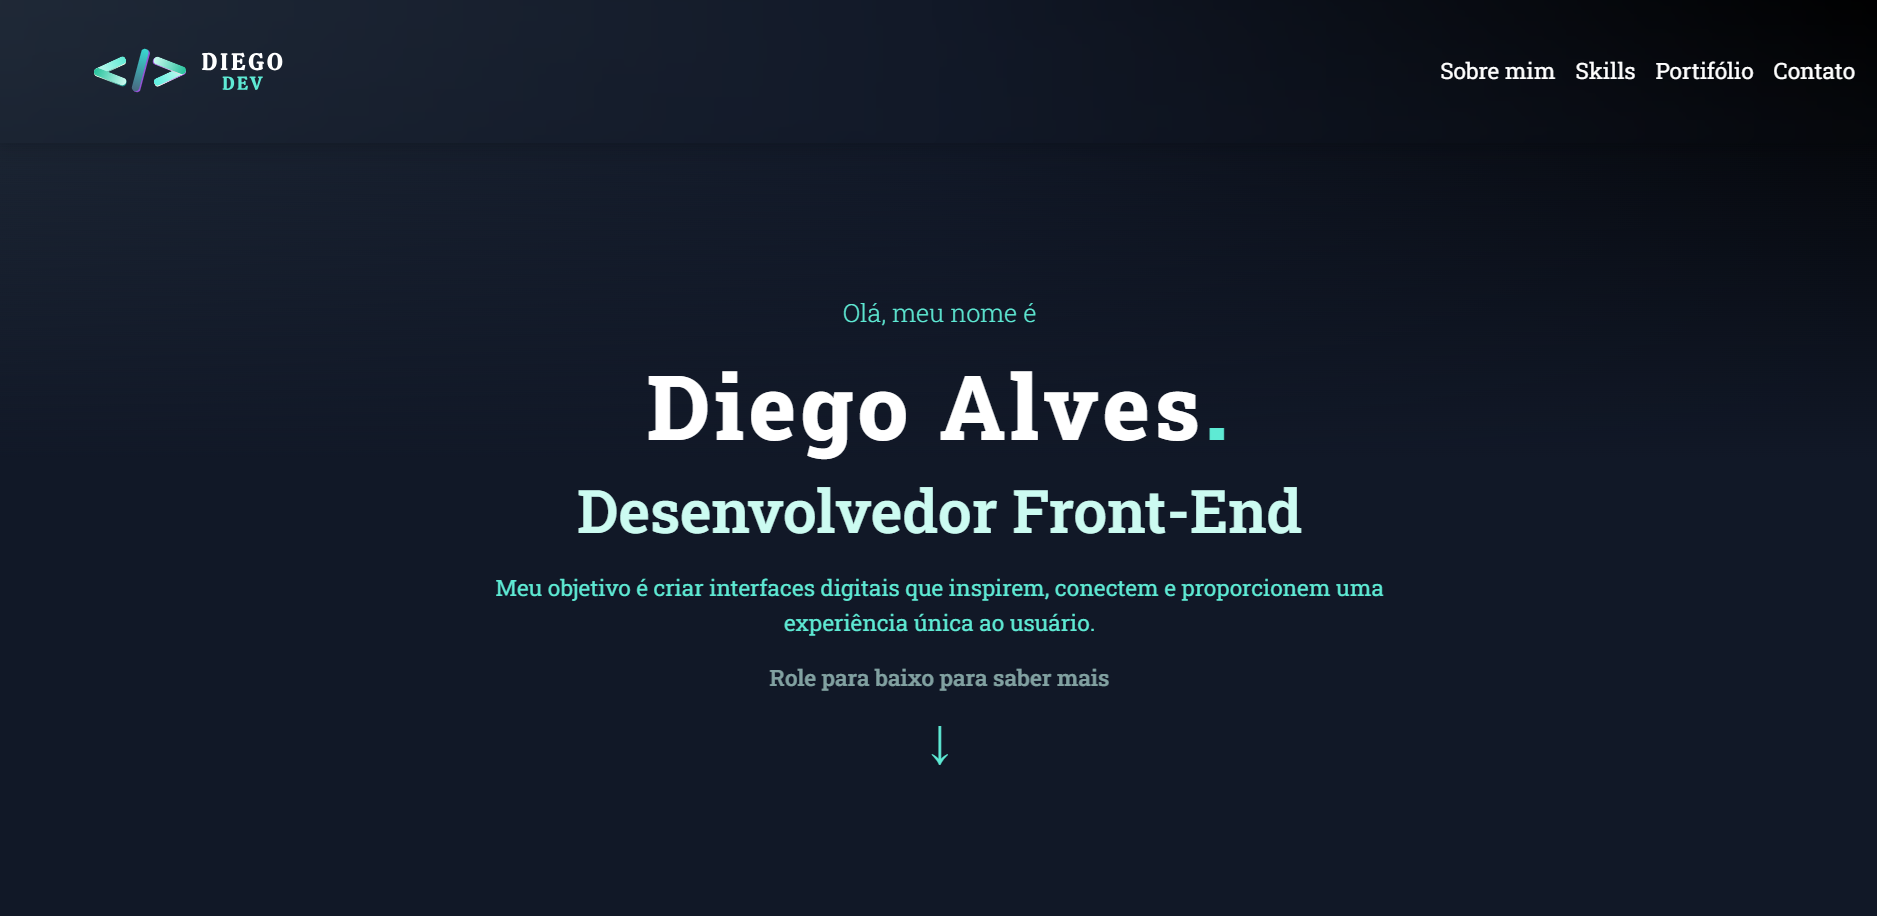 </> DIEGO
DEV
Sobre mim Skills Portifólio Contato
Olá, meu nome é
Diego Alves.
Desenvolvedor Front-End
Meu objetivo é criar interfaces digitais que inspirem, conectem e proporcionem uma
experiência única ao usuário.
Role para baixo para saber mais
↓